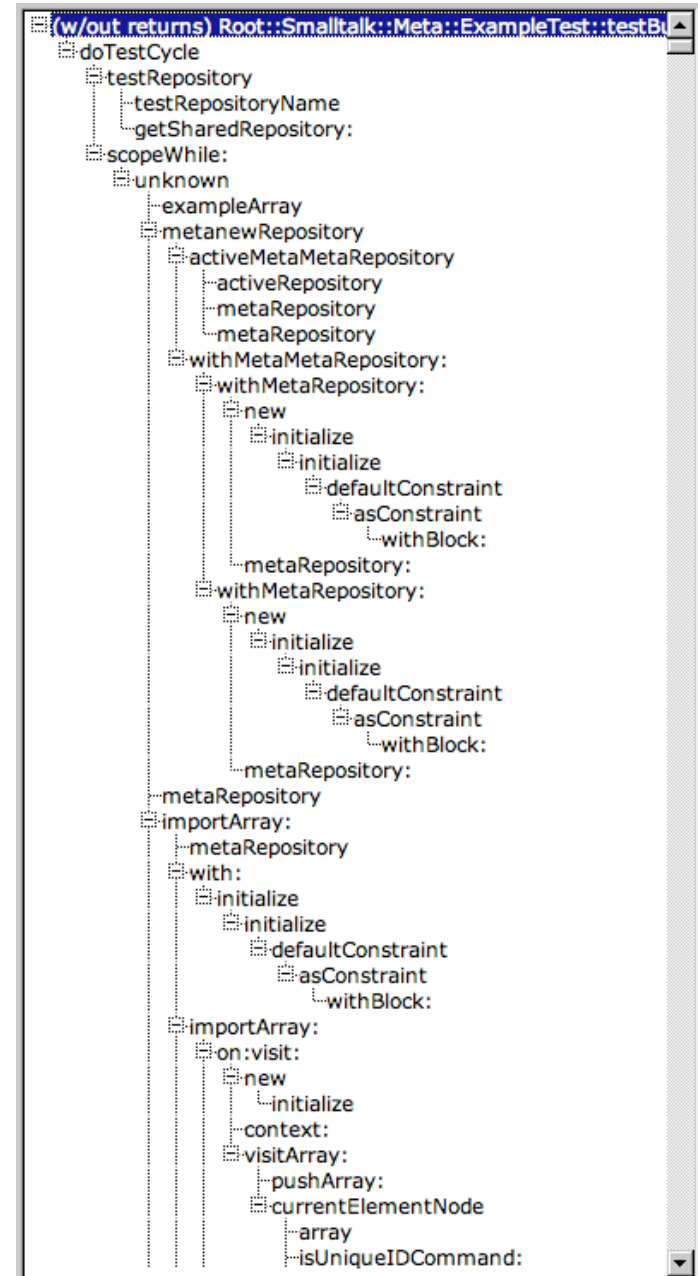 (w/out returns) Root::Smalltalk::Meta::ExampleTest::testBu
doTestCycle
testRepository
testRepositoryName
getSharedRepository:
scopeWhile:
unknown
exampleArray
metanewRepository
activeMetaMetaRepository
activeRepository
metaRepository
metaRepository
withMetaMetaRepository:
withMetaRepository:
new
initialize
initialize
defaultConstraint
asConstraint
withBlock:
metaRepository:
withMetaRepository:
new
initialize
initialize
defaultConstraint
asConstraint
withBlock:
metaRepository:
metaRepository
importArray:
metaRepository
with:
initialize
initialize
defaultConstraint
asConstraint
withBlock:
importArray:
on:visit:
new
initialize
context:
visitArray:
pushArray:
currentElementNode
array
isUniqueIDCommand: